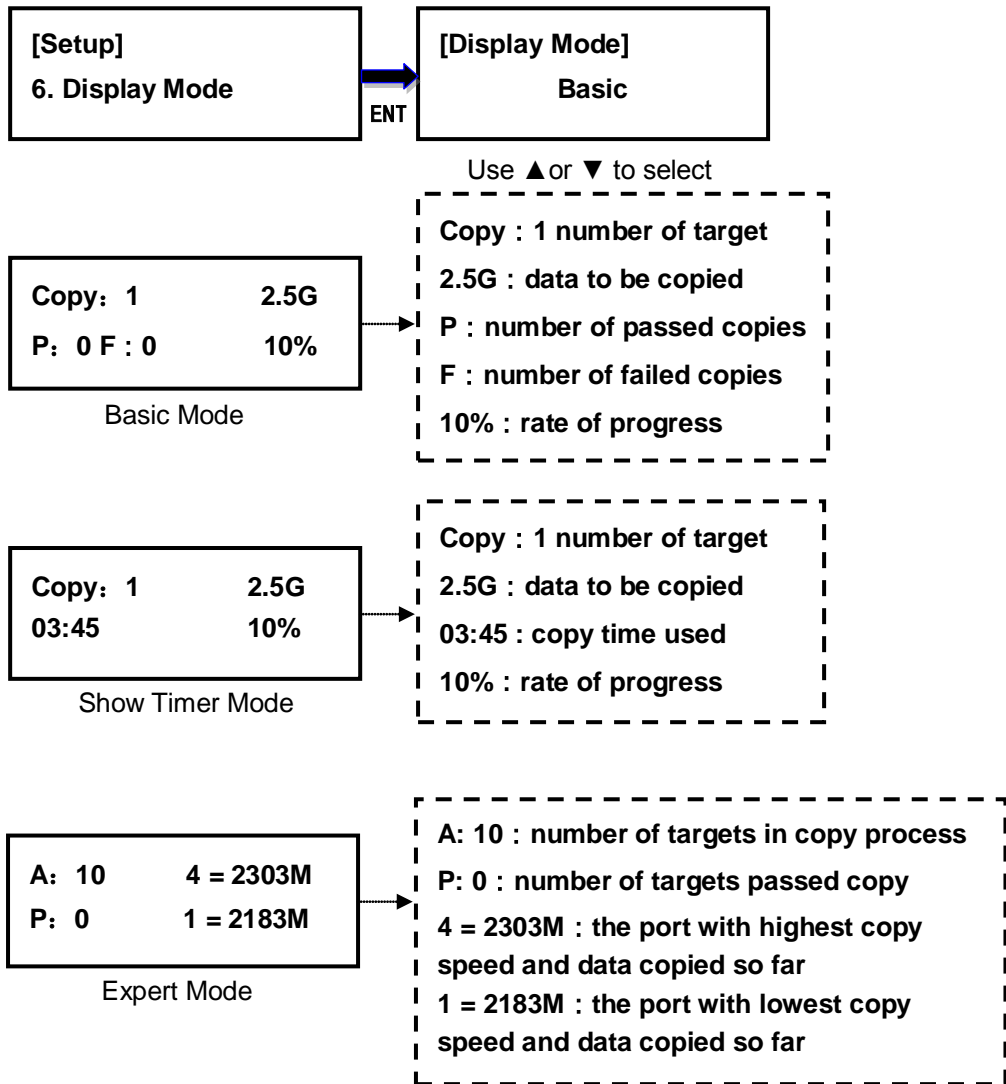 [Setup]
6. Display Mode
ENT
[Display Mode]
Basic
Use ▲or ▼ to select
Copy：1 2.5G
P：0 F : 0 10%
Basic Mode
Copy：1 number of target
2.5G：data to be copied
P：number of passed copies
F：number of failed copies
10%：rate of progress
Copy：1 2.5G
03:45 10%
Show Timer Mode
Copy：1 number of target
2.5G：data to be copied
03:45 : copy time used
10%：rate of progress
A：10 4 = 2303M
P：0 1 = 2183M
Expert Mode
A: 10：number of targets in copy process
P: 0：number of targets passed copy
4 = 2303M：the port with highest copy
speed and data copied so far
1 = 2183M：the port with lowest copy
speed and data copied so far